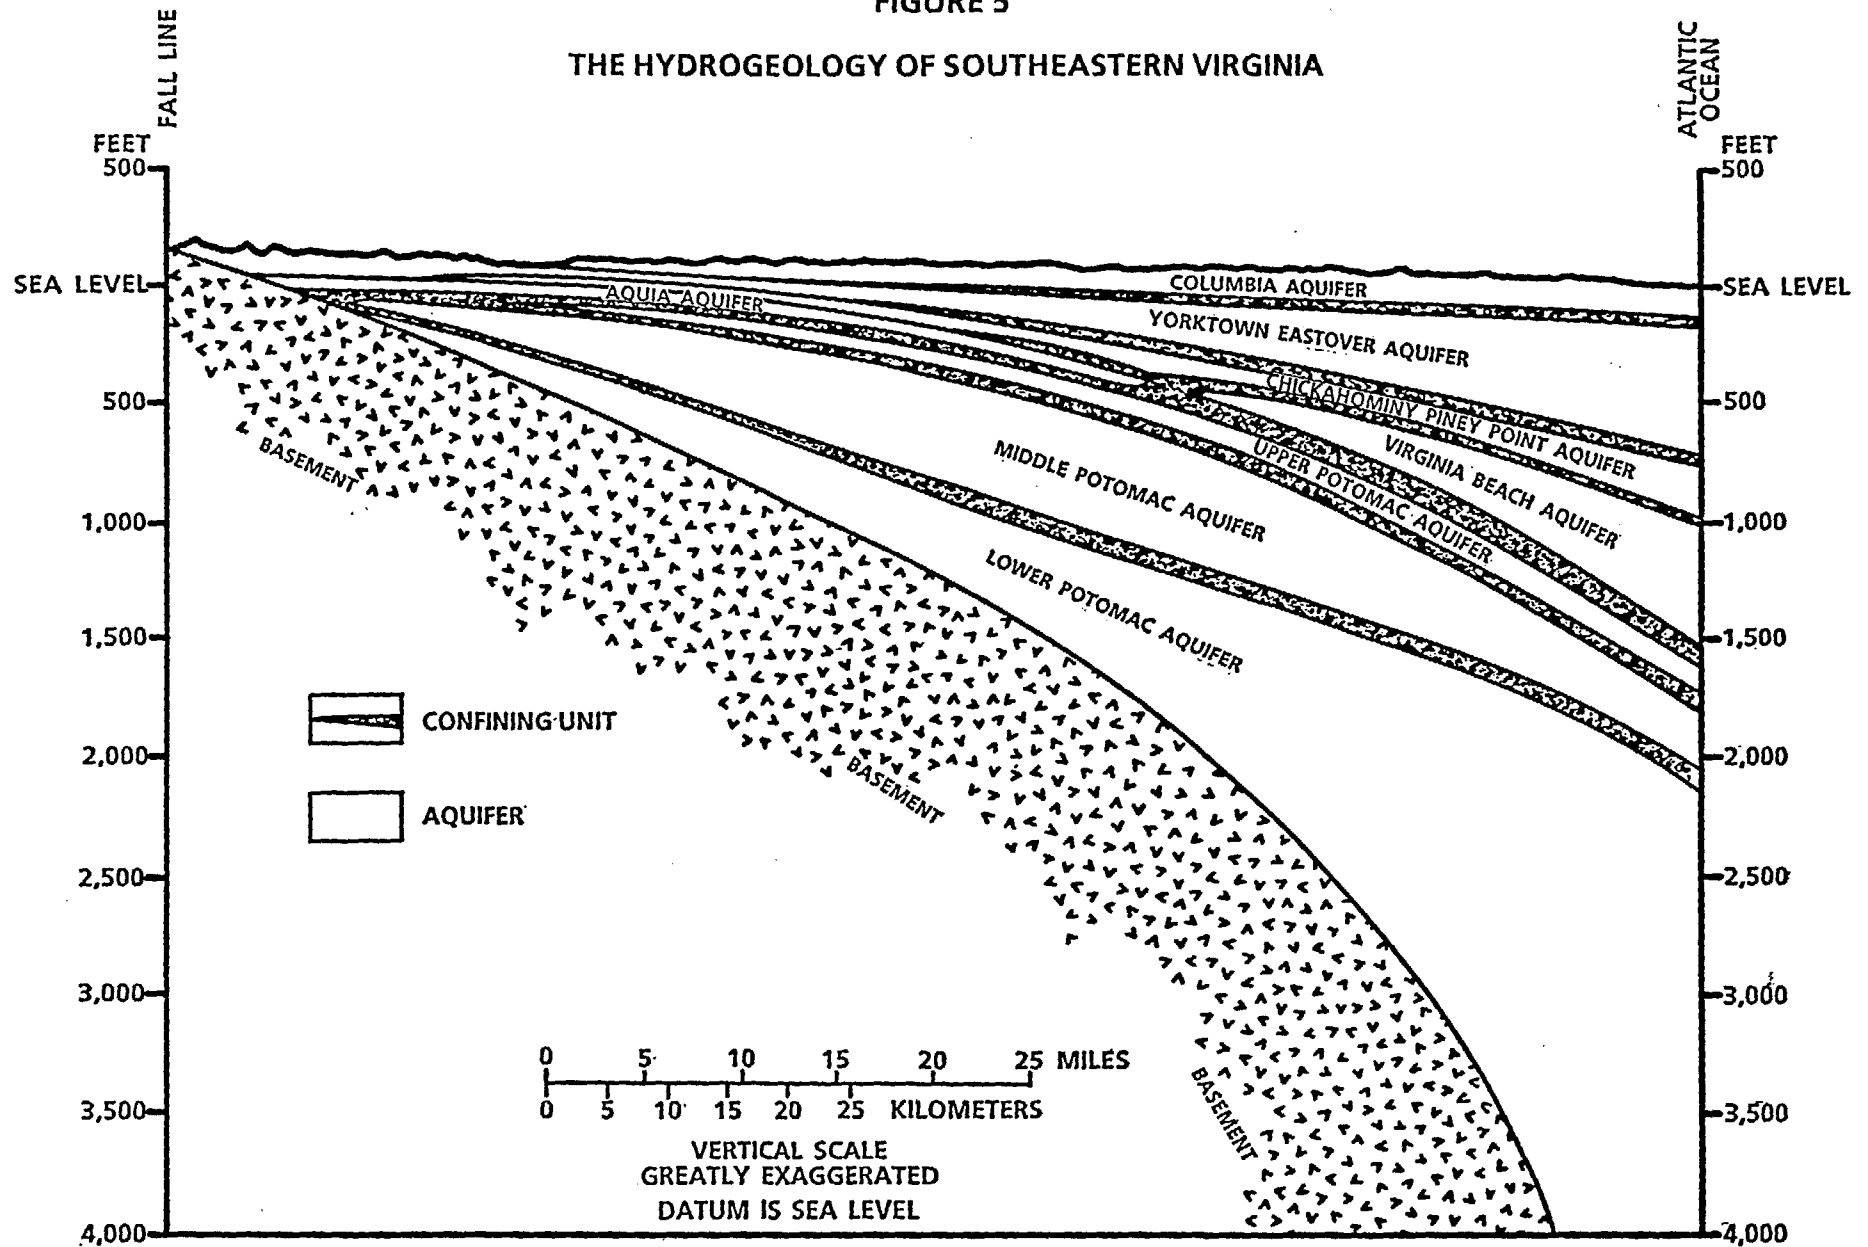 FIGURE 5
THE HYDROGEOLOGY OF SOUTHEASTERN VIRGINIA
FALL LINE
ATLANTIC
OCEAN
FEET
500
SEA LEVEL
500
1,000
1,500
2,000
2,500
3,000
3,500
4,000
FEET
500
SEA LEVEL
500
1,000
1,500
2,000
2,500
3,000
3,500
4,000
COLUMBIA AQUIFER
AQUIA AQUIFER
YORKTOWN EASTOVER AQUIFER
CHICKAHOMINY PINEY POINT AQUIFER
VIRGINIA BEACH AQUIFER
UPPER POTOMAC AQUIFER
MIDDLE POTOMAC AQUIFER
LOWER POTOMAC AQUIFER
BASEMENT
BASEMENT
BASEMENT
CONFINING UNIT
AQUIFER
0 5 10 15 20 25 MILES
0 5 10 15 20 25 KILOMETERS
VERTICAL SCALE
GREATLY EXAGGERATED
DATUM IS SEA LEVEL